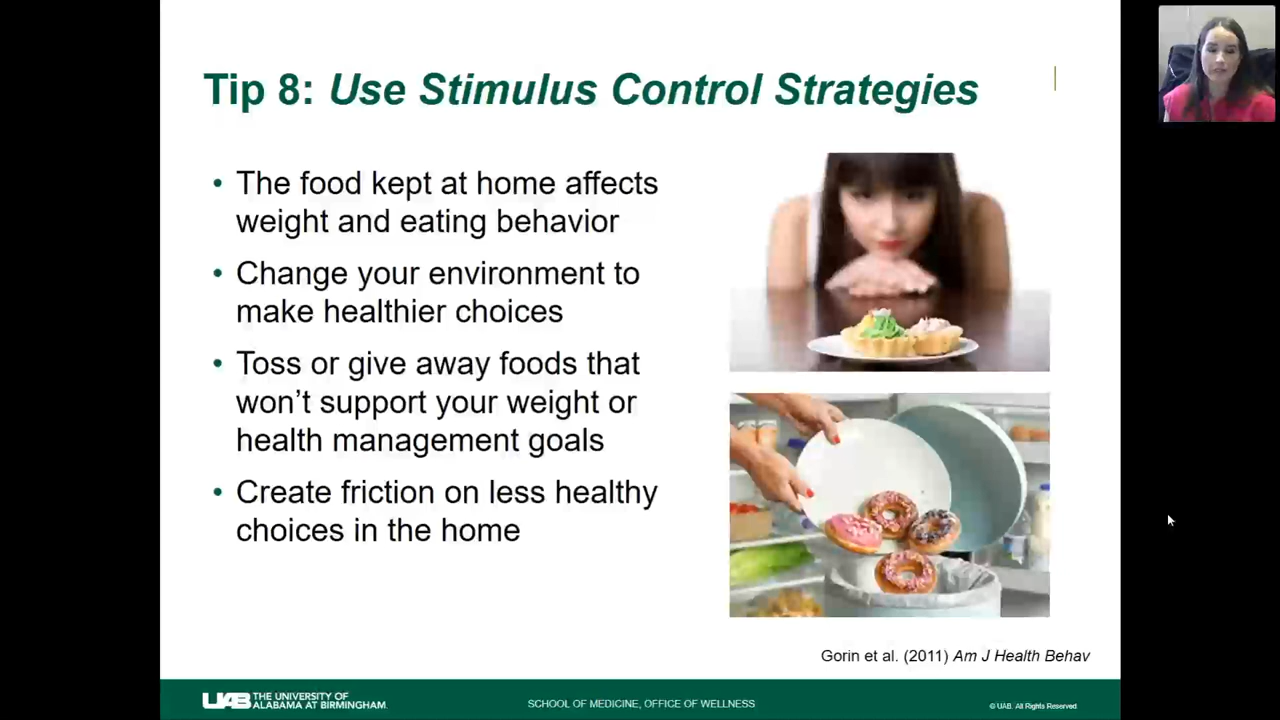 Tip 8: Use Stimulus Control Strategies
• The food kept at home affects
weight and eating behavior
• Change your environment to
make healthier choices
• Toss or give away foods that
won’t support your weight or
health management goals
• Create friction on less healthy
choices in the home
Gorin et al. (2011) Am J Health Behav
UAB THE UNIVERSITY OF
ALABAMA AT BIRMINGHAM.
SCHOOL OF MEDICINE, OFFICE OF WELLNESS
© UAB. All Rights Reserved